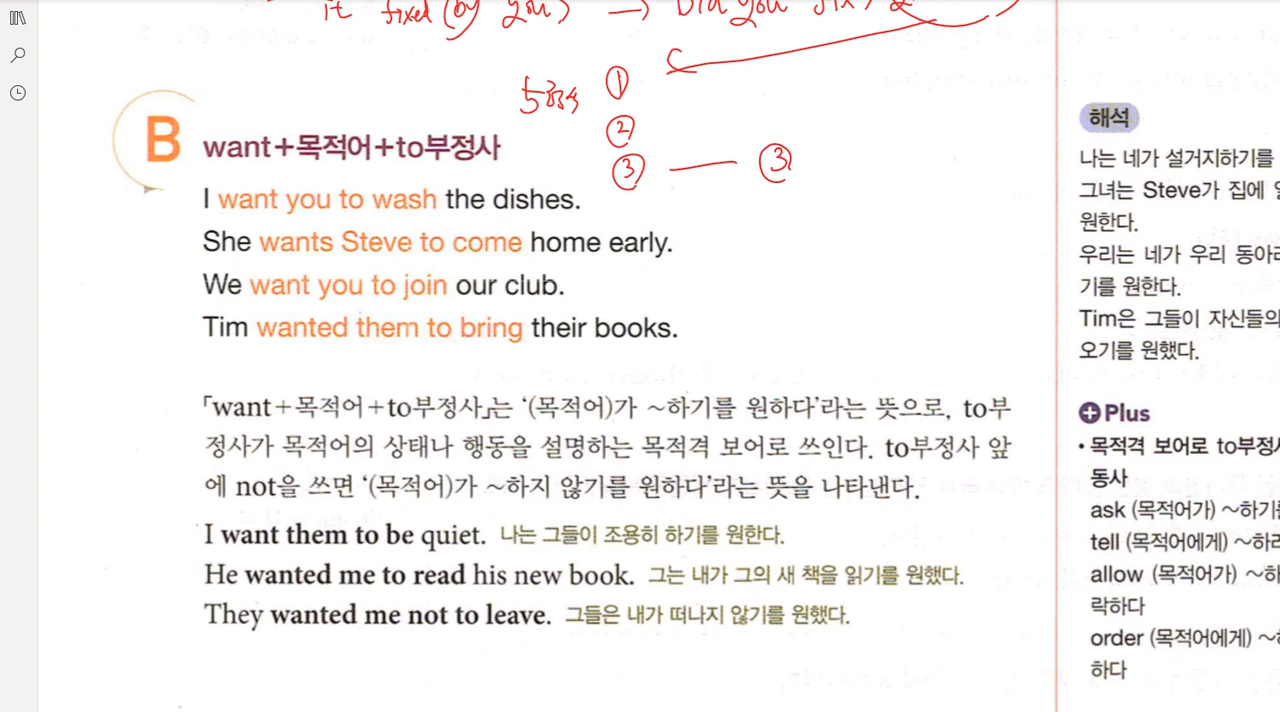 it fixed (by you) → Did you fix
5형식 ①
②
③ — ③
B want+목적어+to부정사
I want you to wash the dishes.
She wants Steve to come home early.
We want you to join our club.
Tim wanted them to bring their books.
「want+목적어+to부정사」는 ‘(목적어)가 ~하기를 원하다’라는 뜻으로, to부
정사가 목적어의 상태나 행동을 설명하는 목적격 보어로 쓰인다. to부정사 앞
에 not을 쓰면 ‘(목적어)가 ~하지 않기를 원하다’라는 뜻을 나타낸다.
I want them to be quiet. 나는 그들이 조용히 하기를 원한다.
He wanted me to read his new book. 그는 내가 그의 새 책을 읽기를 원했다.
They wanted me not to leave. 그들은 내가 떠나지 않기를 원했다.
해석
나는 네가 설거지하기를
그녀는 Steve가 집에
원한다.
우리는 네가 우리 동아리
기를 원한다.
Tim은 그들이 자신들의
오기를 원했다.
+Plus
• 목적격 보어로 to부정사
동사
ask (목적어가) ~하기를
tell (목적어에게) ~하라
allow (목적어가) ~하
락하다
order (목적어에게) ~하
하다